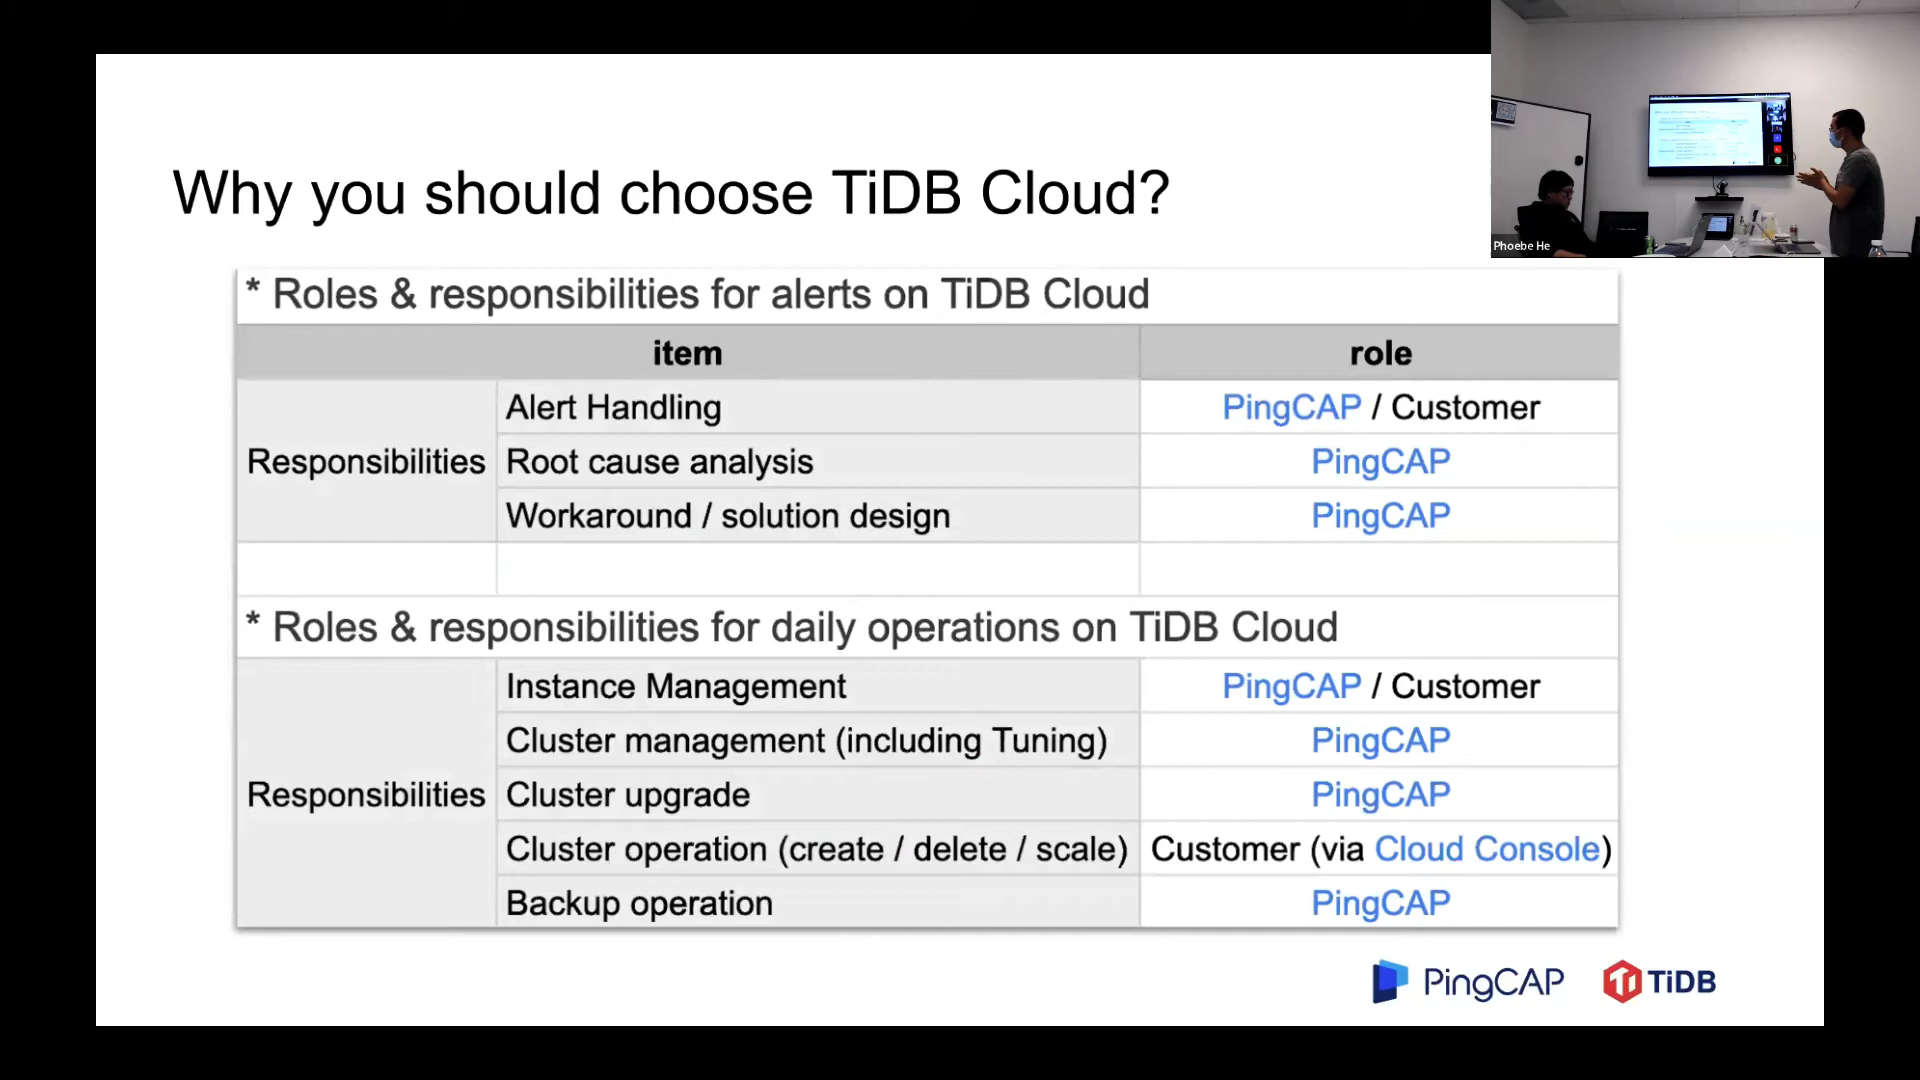 Why you should choose TiDB Cloud?
Phoebe He
* Roles & responsibilities for alerts on TiDB Cloud
item role
Responsibilities
Alert Handling PingCAP / Customer
Root cause analysis PingCAP
Workaround / solution design PingCAP
* Roles & responsibilities for daily operations on TiDB Cloud
Responsibilities
Instance Management PingCAP / Customer
Cluster management (including Tuning) PingCAP
Cluster upgrade PingCAP
Cluster operation (create / delete / scale) Customer (via Cloud Console)
Backup operation PingCAP
PingCAP TiDB